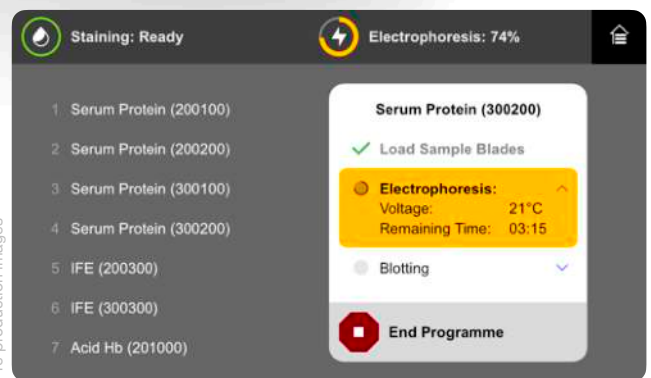 Staining: Ready
Electrophoresis: 74%
1 Serum Protein (200100)
2 Serum Protein (200200)
3 Serum Protein (300100)
4 Serum Protein (300200)
5 IFE (200300)
6 IFE (300300)
7 Acid Hb (201000)
Serum Protein (300200)
Load Sample Blades
Electrophoresis:
Voltage: 21°C
Remaining Time: 03:15
Blotting
End Programme
production images